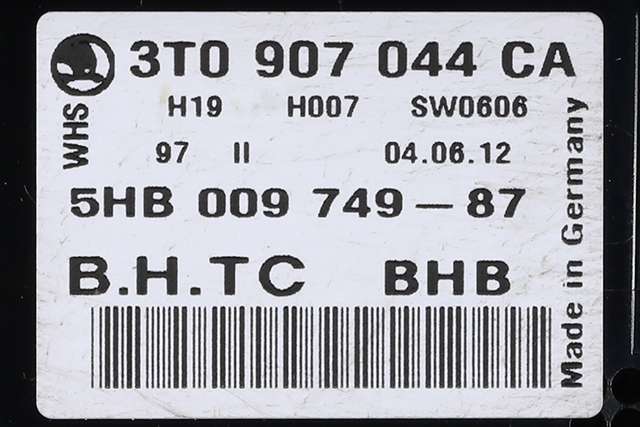 3T0 907 044 CA
H19 H007 SW0606
WHS
97 II 04.06.12
5HB 009 749-87
B.H.TC BHB
Made in Germany